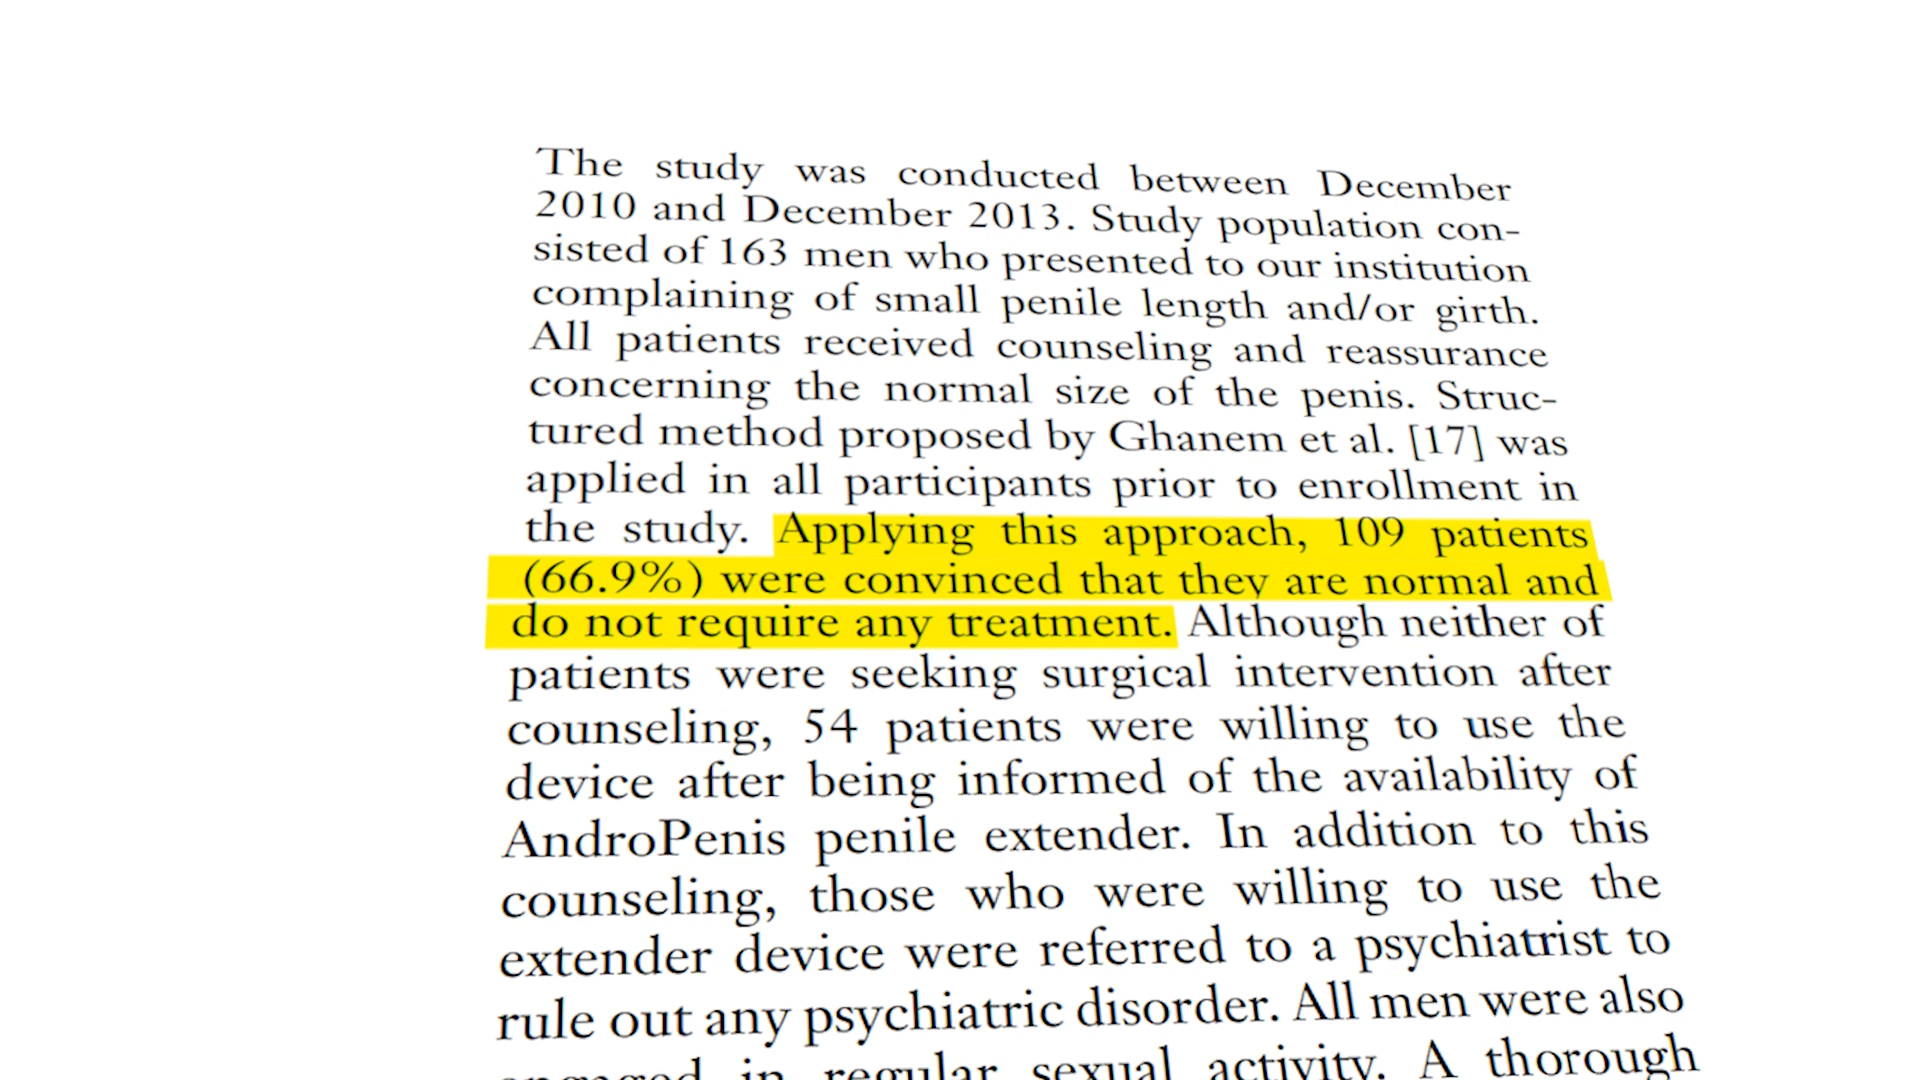 The study was conducted between December
2010 and December 2013. Study population con-
sisted of 163 men who presented to our institution
complaining of small penile length and/or girth.
All patients received counseling and reassurance
concerning the normal size of the penis. Struc-
tured method proposed by Ghanem et al. [17] was
applied in all participants prior to enrollment in
the study. Applying this approach, 109 patients
(66.9%) were convinced that they are normal and
do not require any treatment. Although neither of
patients were seeking surgical intervention after
counseling, 54 patients were willing to use the
device after being informed of the availability of
AndroPenis penile extender. In addition to this
counseling, those who were willing to use the
extender device were referred to a psychiatrist to
rule out any psychiatric disorder. All men were also
engaged in regular sexual activity. A thorough